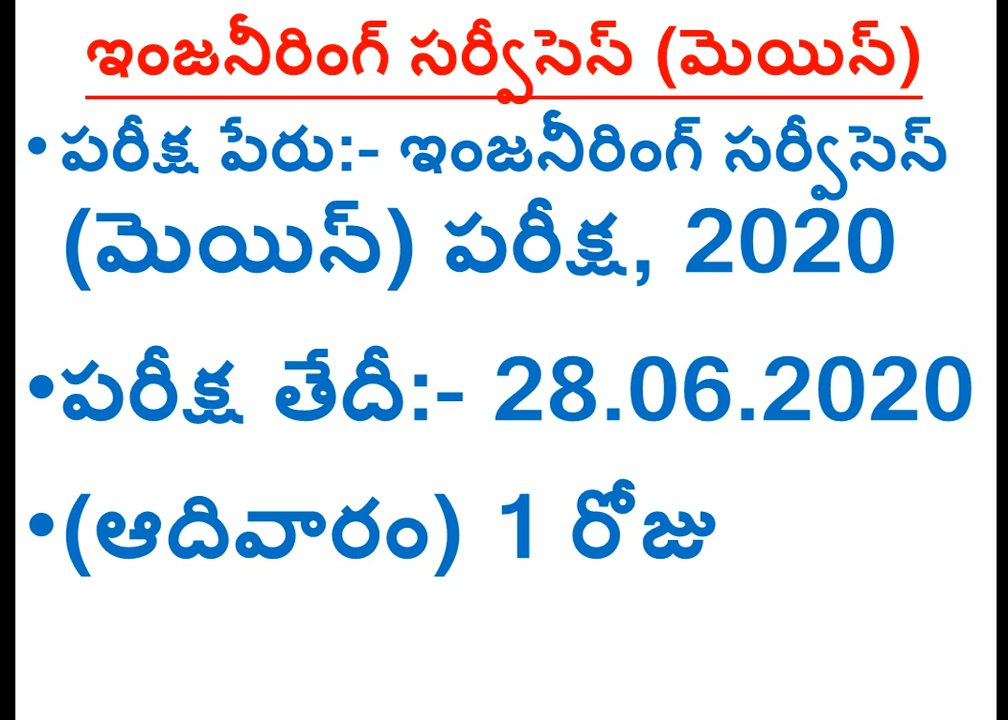 ఇంజనీరింగ్ సర్వీసెస్ (మెయిన్)
• పరీక్ష పేరు:- ఇంజనీరింగ్ సర్వీసెస్
(మెయిన్) పరీక్ష, 2020
•పరీక్ష తేదీ:- 28.06.2020
•(ఆదివారం) 1 రోజు